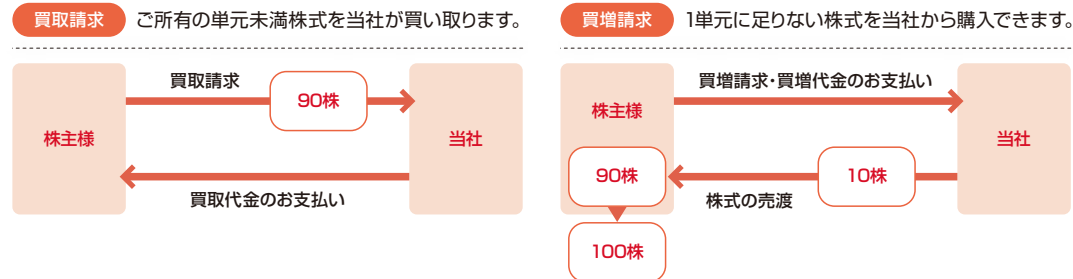 買取請求 ご所有の単元未満株式を当社が買い取ります。
買取請求
90株
株主様
当社
買取代金のお支払い
買増請求 1単元に足りない株式を当社から購入できます。
買増請求・買増代金のお支払い
株主様
当社
90株
10株
株式の売渡
100株